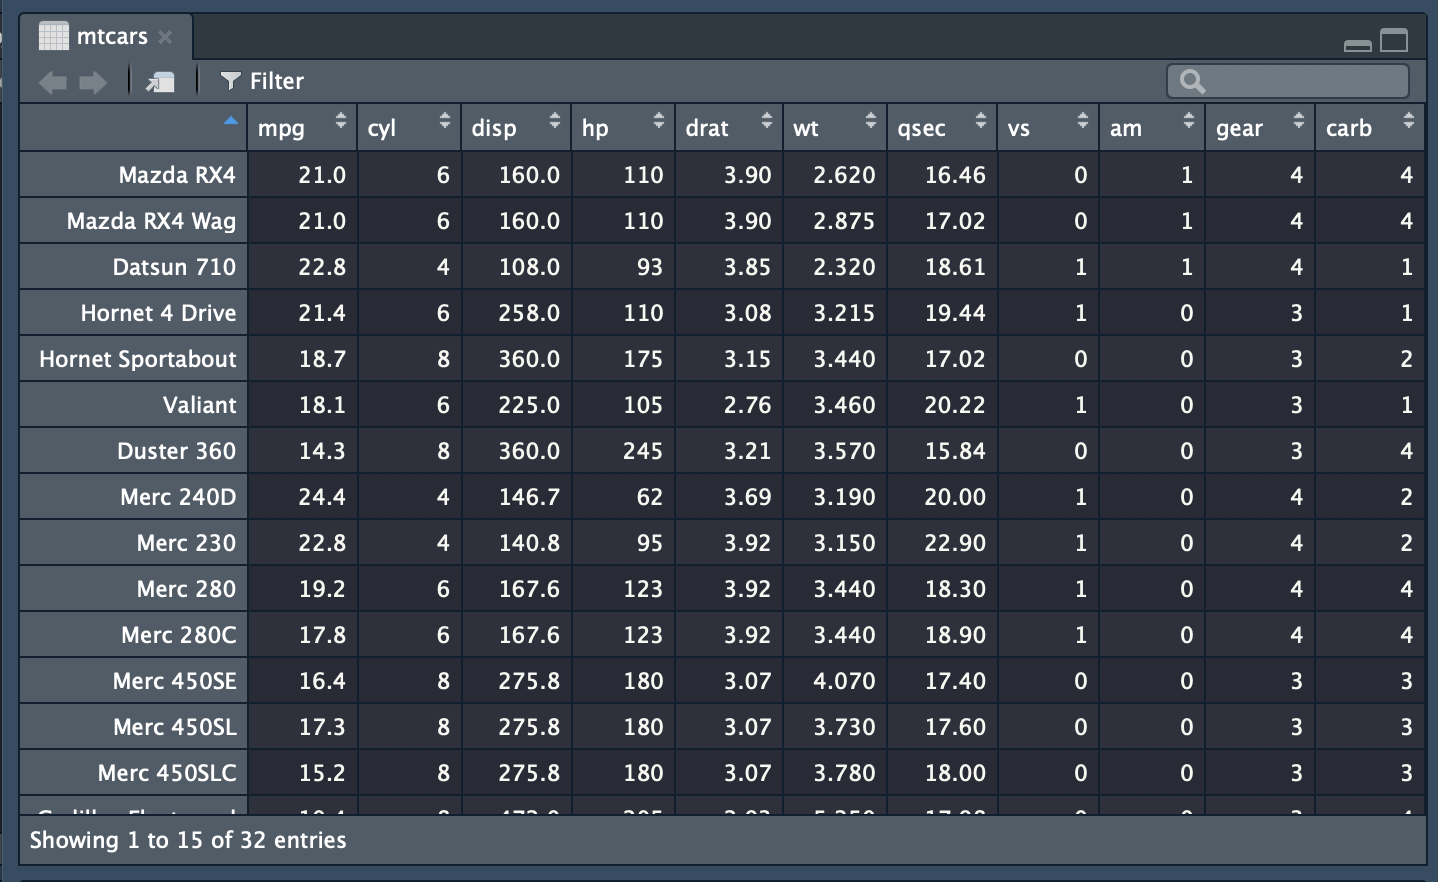 mtcars
Filter
mpg cyl disp hp drat wt qsec vs am gear carb
Mazda RX4 21.0 6 160.0 110 3.90 2.620 16.46 0 1 4 4
Mazda RX4 Wag 21.0 6 160.0 110 3.90 2.875 17.02 0 1 4 4
Datsun 710 22.8 4 108.0 93 3.85 2.320 18.61 1 1 4 1
Hornet 4 Drive 21.4 6 258.0 110 3.08 3.215 19.44 1 0 3 1
Hornet Sportabout 18.7 8 360.0 175 3.15 3.440 17.02 0 0 3 2
Valiant 18.1 6 225.0 105 2.76 3.460 20.22 1 0 3 1
Duster 360 14.3 8 360.0 245 3.21 3.570 15.84 0 0 3 4
Merc 240D 24.4 4 146.7 62 3.69 3.190 20.00 1 0 4 2
Merc 230 22.8 4 140.8 95 3.92 3.150 22.90 1 0 4 2
Merc 280 19.2 6 167.6 123 3.92 3.440 18.30 1 0 4 4
Merc 280C 17.8 6 167.6 123 3.92 3.440 18.90 1 0 4 4
Merc 450SE 16.4 8 275.8 180 3.07 4.070 17.40 0 0 3 3
Merc 450SL 17.3 8 275.8 180 3.07 3.730 17.60 0 0 3 3
Merc 450SLC 15.2 8 275.8 180 3.07 3.780 18.00 0 0 3 3
Showing 1 to 15 of 32 entries